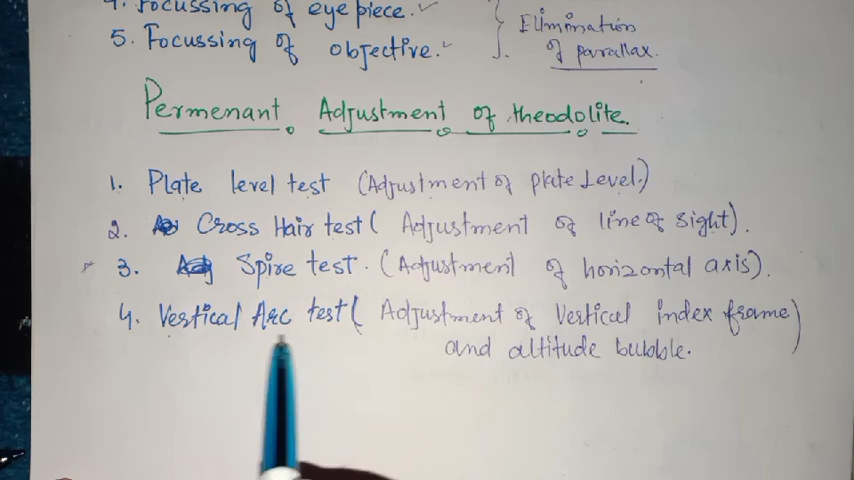 4. Focussing of eye piece.
5. Focussing of objective.
Elimination
of parallax.
Permenant Adjustment of theodolite.
1. Plate level test (Adjustment of plate Level.)
2. Cross Hair test ( Adjustment of line of sight).
3. Spire test. (Adjustment of horizontal axis).
4. Vertical Arc test ( Adjustment of Vertical index frame
and altitude bubble.)